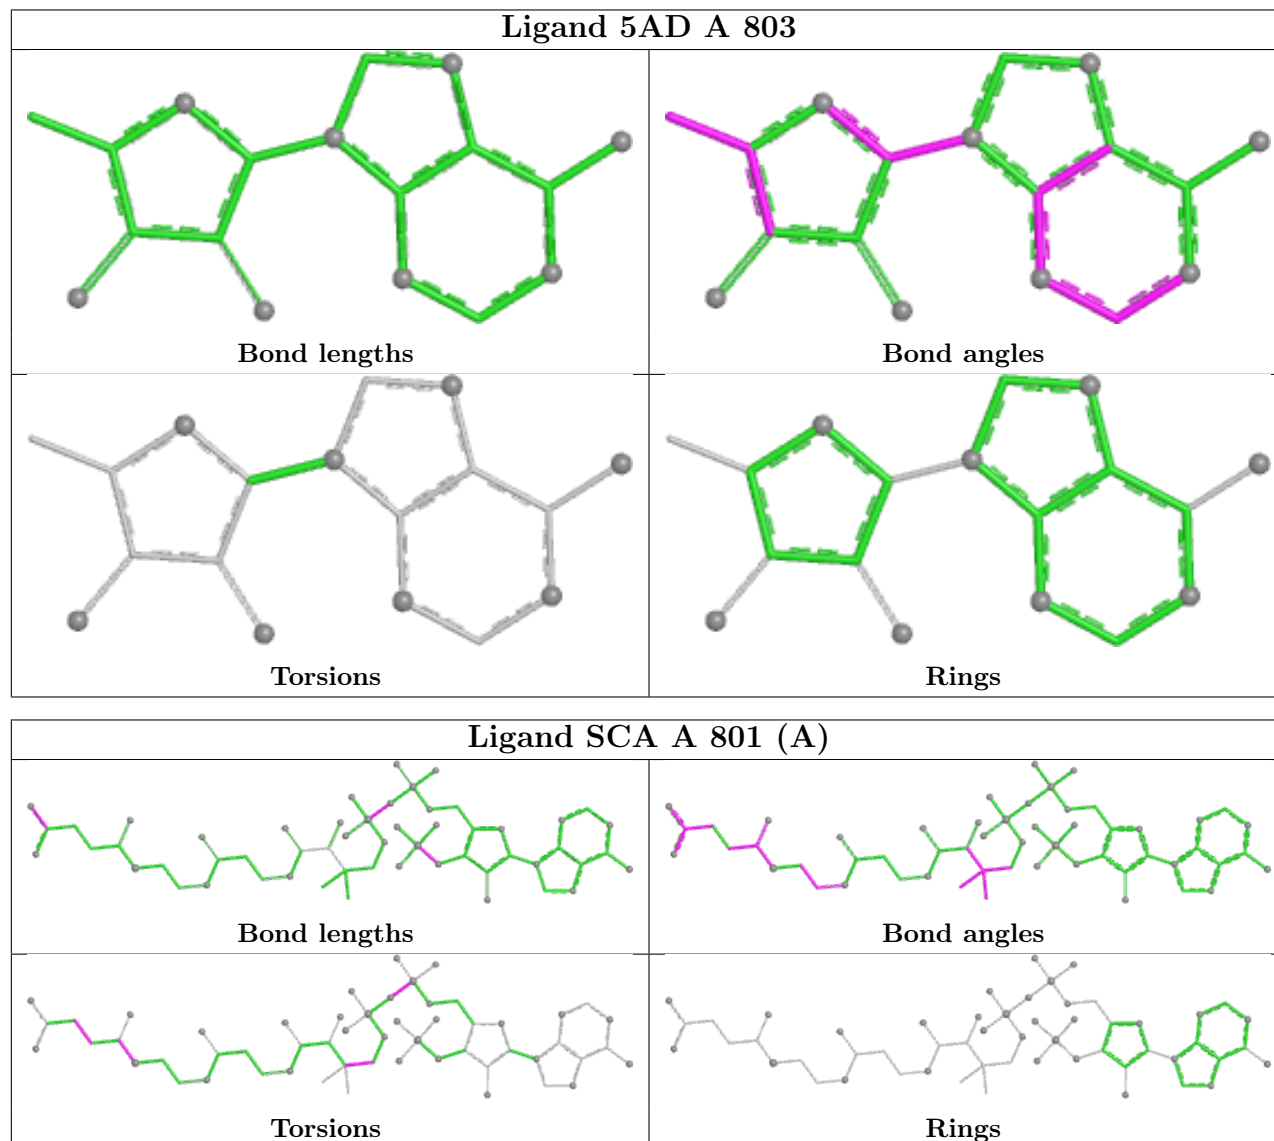 Ligand 5AD A 803
Bond lengths
Bond angles
Torsions
Rings
Ligand SCA A 801 (A)
Bond lengths
Bond angles
Torsions
Rings